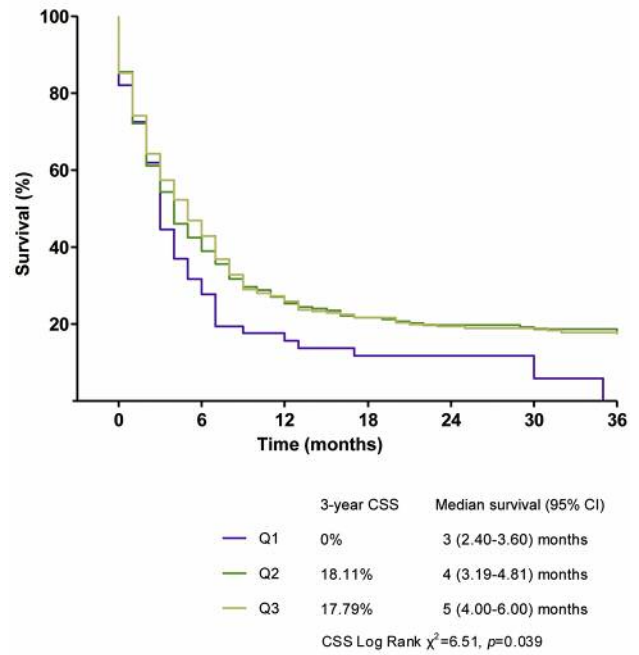 100
80
60
40
20
Survival (%)
0 6 12 18 24 30 36
Time (months)
3-year CSS Median survival (95% CI)
Q1 0% 3 (2.40-3.60) months
Q2 18.11% 4 (3.19-4.81) months
Q3 17.79% 5 (4.00-6.00) months
CSS Log Rank χ²=6.51, p=0.039